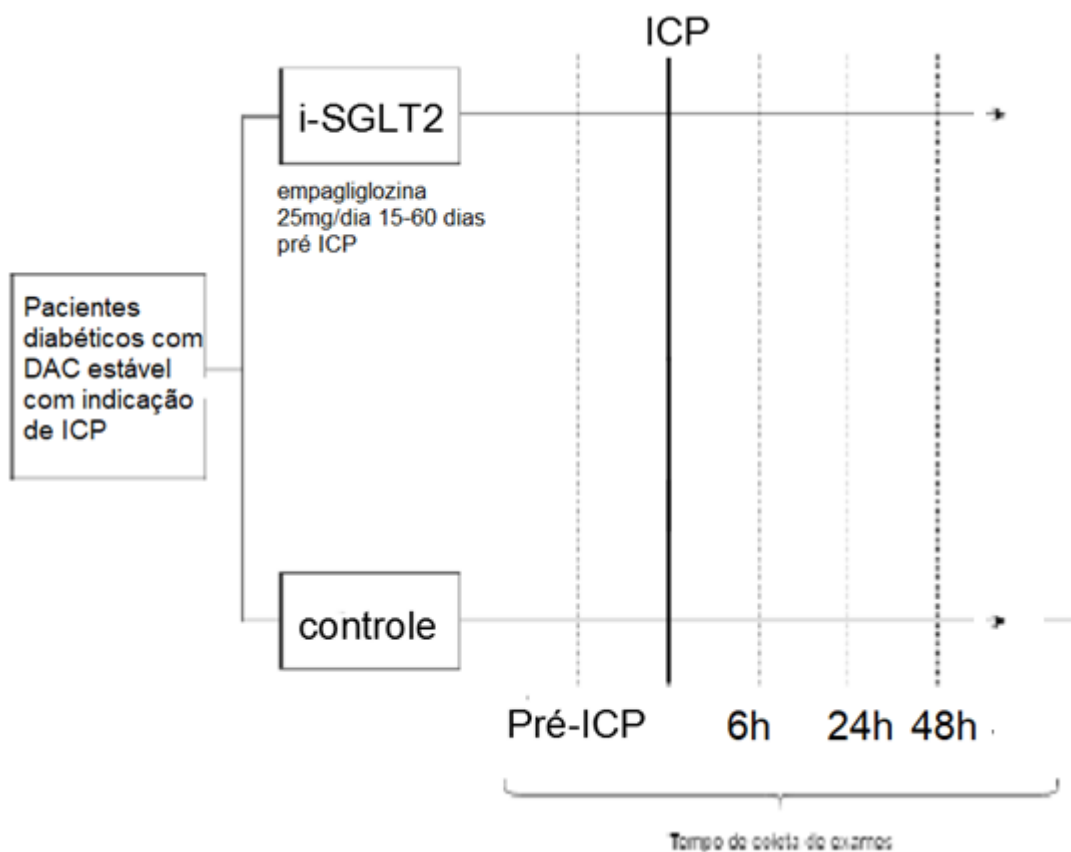 ICP
i-SGLT2
empagliglozina
25mg/dia 15-60 dias
pré ICP
Pacientes
diabéticos com
DAC estável
com indicação
de ICP
controle
Pré-ICP 6h 24h 48h
Tempo de coleta de exames